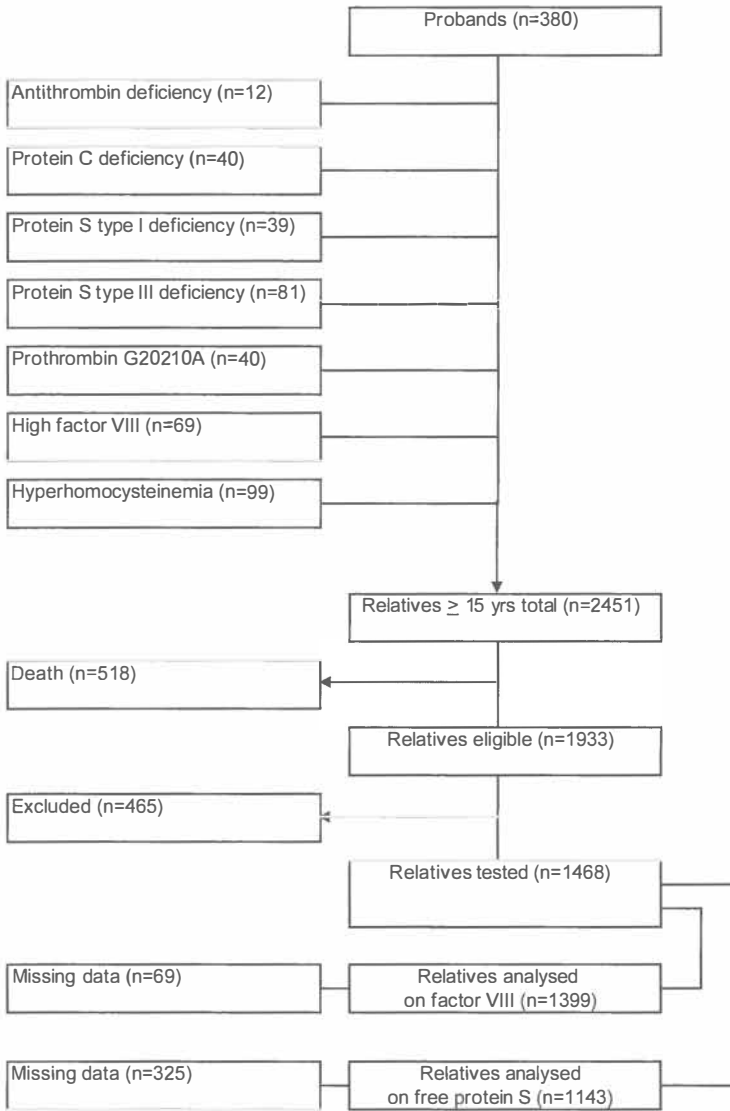 Probands (n=380)
Antithrombin deficiency (n=12)
Protein C deficiency (n=40)
Protein S type I deficiency (n=39)
Protein S type III deficiency (n=81)
Prothrombin G20210A (n=40)
High factor VIII (n=69)
Hyperhomocysteinemia (n=99)
Relatives ≥ 15 yrs total (n=2451)
Death (n=518)
Relatives eligible (n=1933)
Excluded (n=465)
Relatives tested (n=1468)
Missing data (n=69)
Relatives analysed
on factor VIII (n=1399)
Missing data (n=325)
Relatives analysed
on free protein S (n=1143)